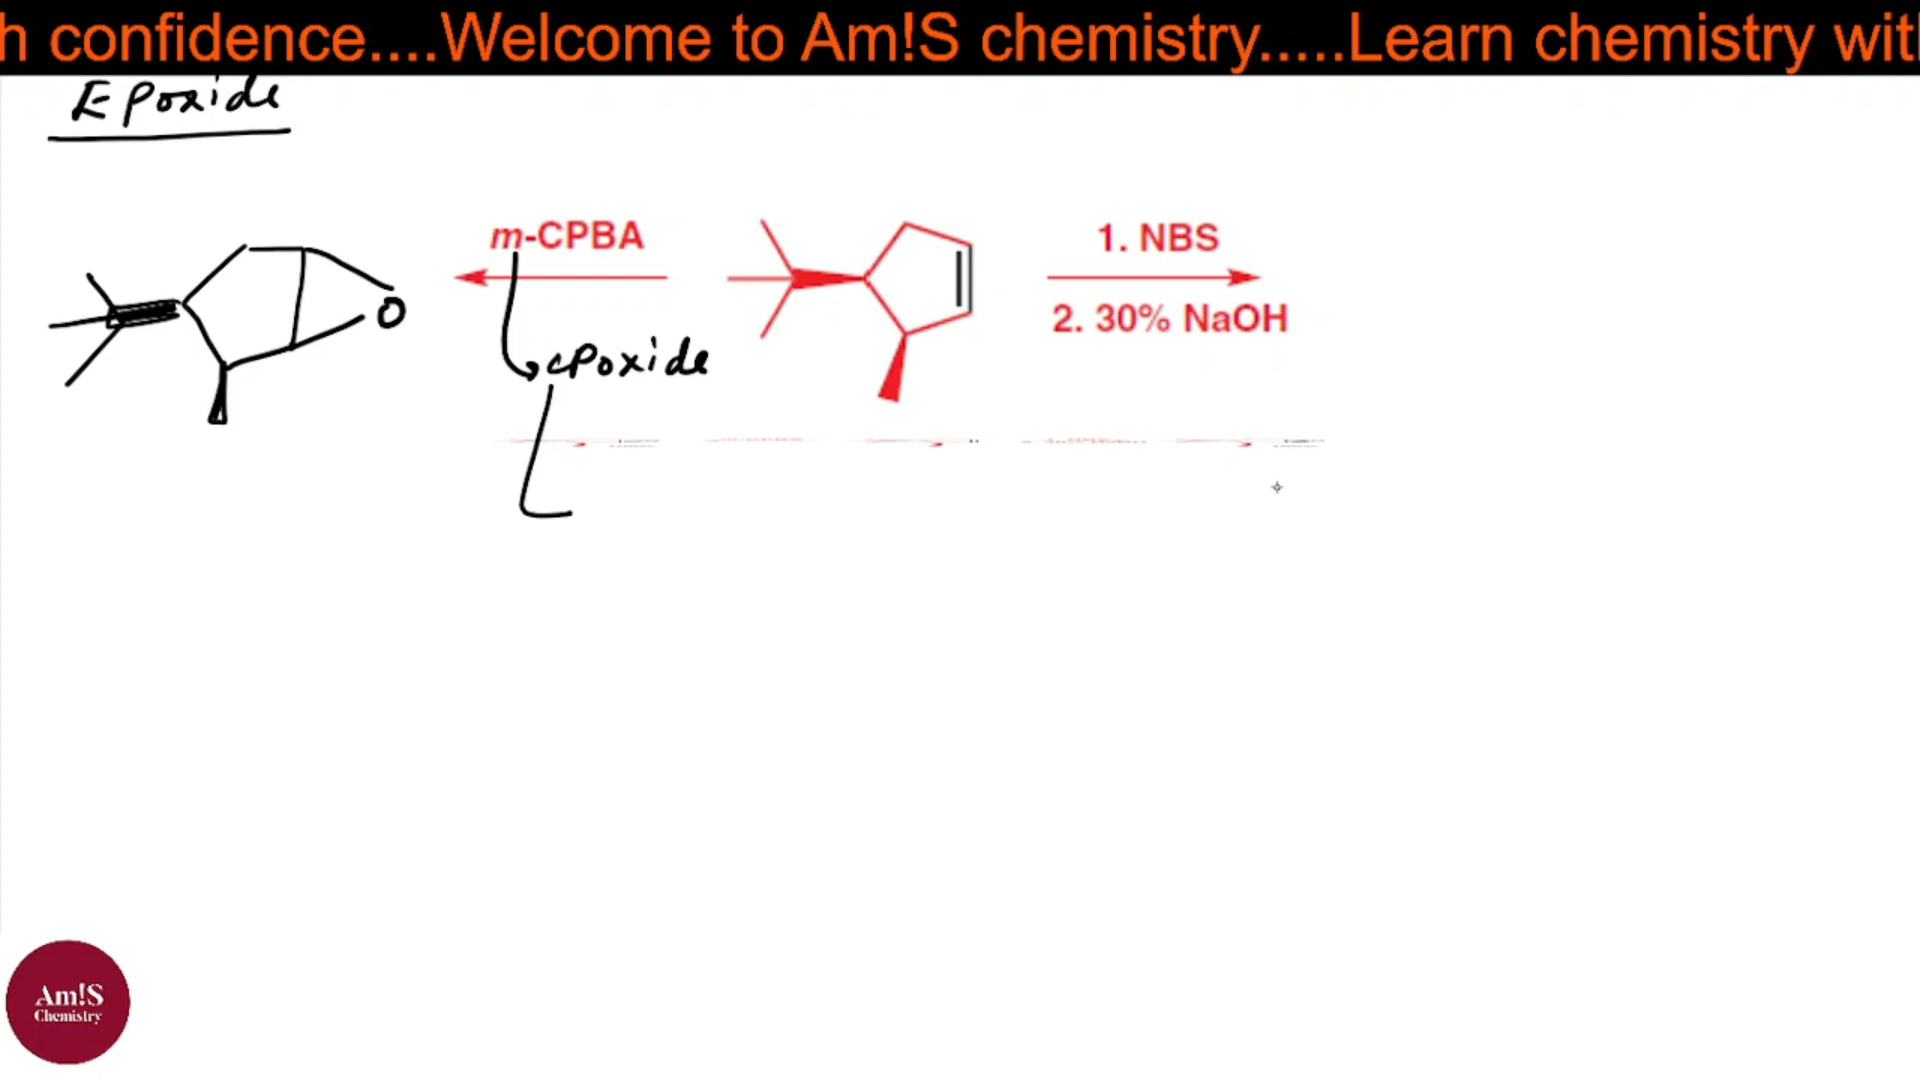 h confidence....Welcome to Am!S chemistry.....Learn chemistry wit
Epoxide
m-CPBA
1. NBS
2. 30% NaOH
O
epoxide
Am!S
Chemistry